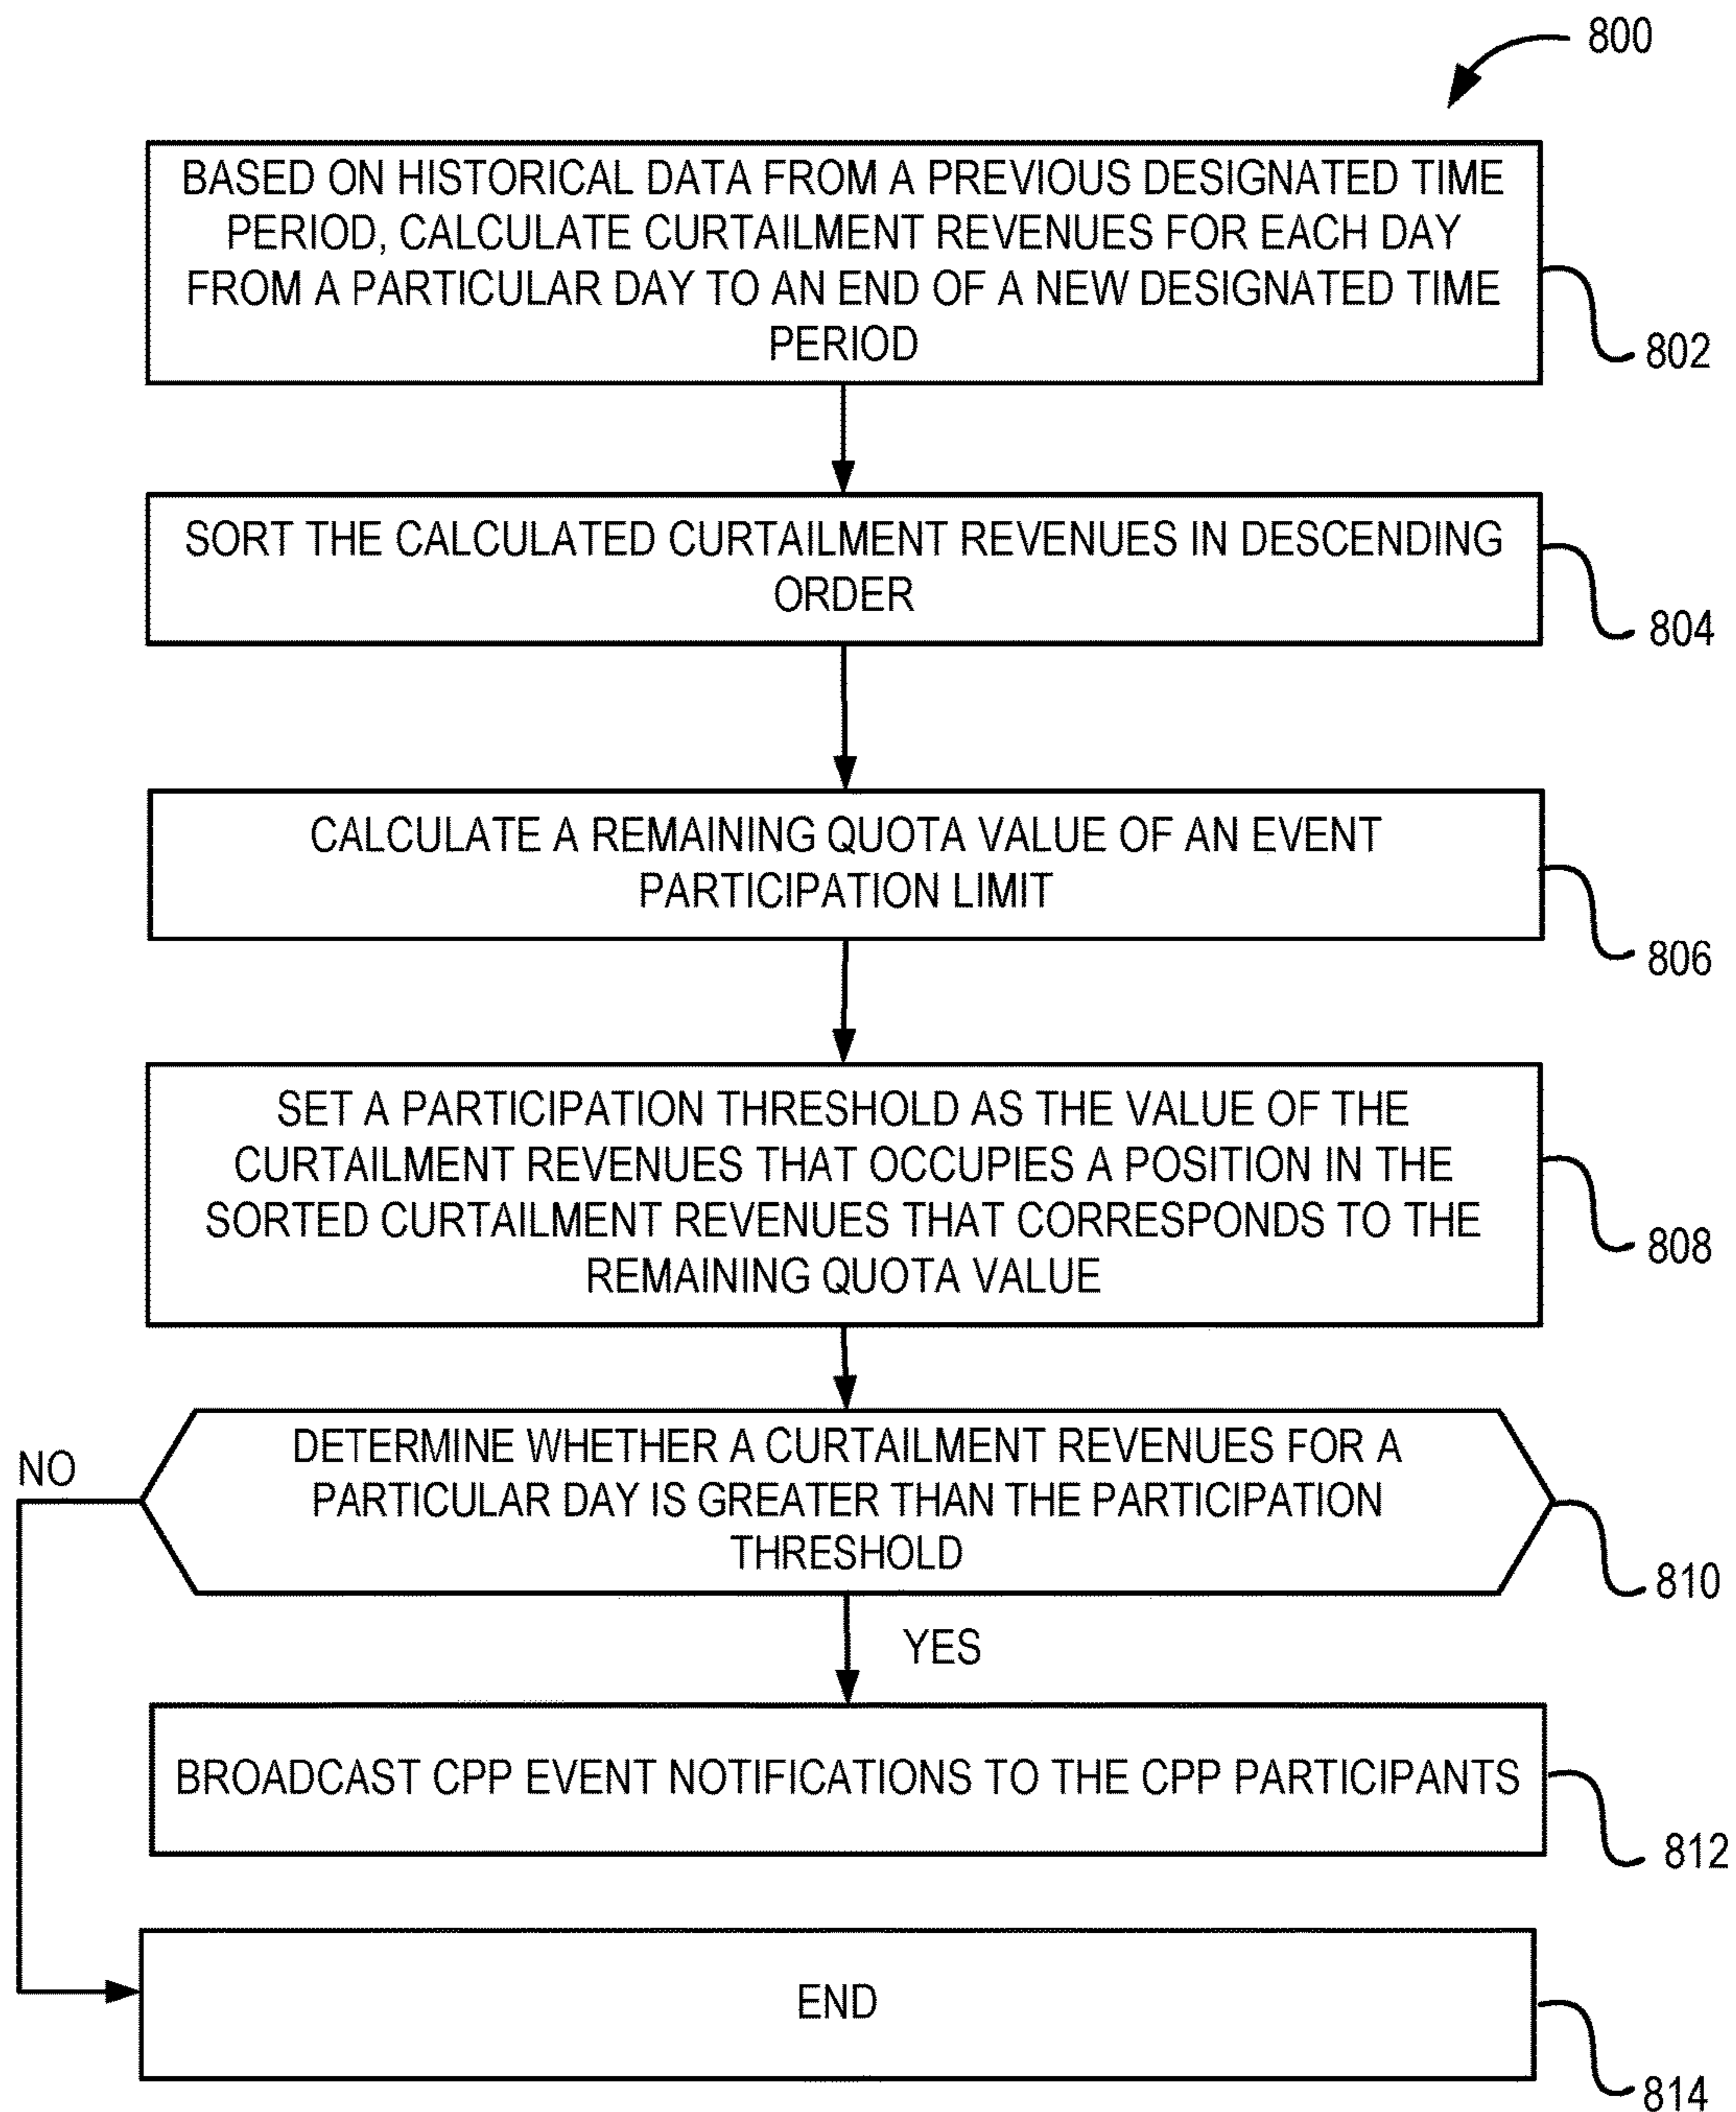 800
BASED ON HISTORICAL DATA FROM A PREVIOUS DESIGNATED TIME
PERIOD, CALCULATE CURTAILMENT REVENUES FOR EACH DAY
FROM A PARTICULAR DAY TO AN END OF A NEW DESIGNATED TIME
PERIOD
802
SORT THE CALCULATED CURTAILMENT REVENUES IN DESCENDING
ORDER
804
CALCULATE A REMAINING QUOTA VALUE OF AN EVENT
PARTICIPATION LIMIT
806
SET A PARTICIPATION THRESHOLD AS THE VALUE OF THE
CURTAILMENT REVENUES THAT OCCUPIES A POSITION IN THE
SORTED CURTAILMENT REVENUES THAT CORRESPONDS TO THE
REMAINING QUOTA VALUE
808
NO
DETERMINE WHETHER A CURTAILMENT REVENUES FOR A
PARTICULAR DAY IS GREATER THAN THE PARTICIPATION
THRESHOLD
810
YES
BROADCAST CPP EVENT NOTIFICATIONS TO THE CPP PARTICIPANTS
812
END
814